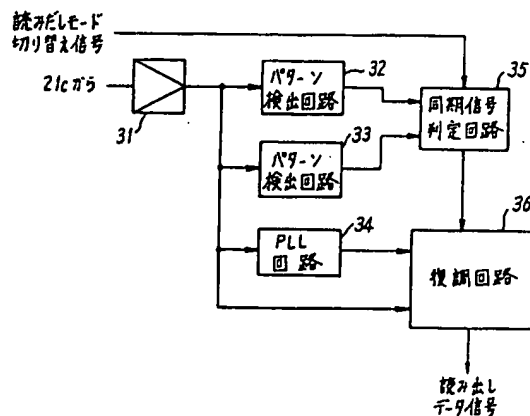 読みだしモード
切り替え信号
21cから
31
パターン
検出回路
32
パターン
検出回路
33
PLL
回路
34
同期信号
判定回路
35
復調回路
36
読み出し
データ信号